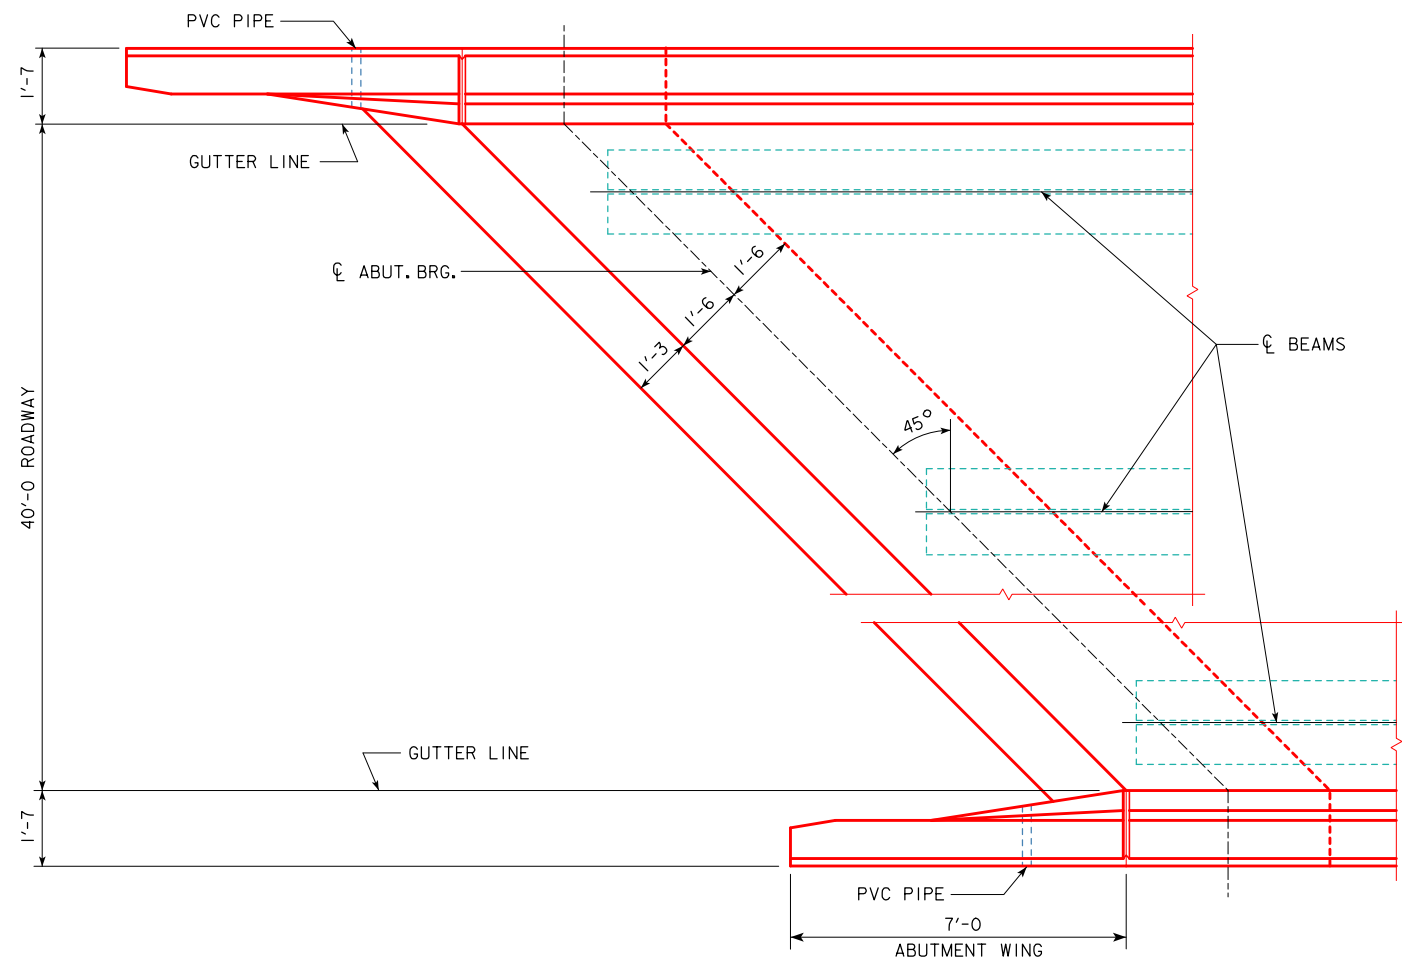 PVC PIPE
1'-7
GUTTER LINE
℄ ABUT. BRG.
1'-6
1'-6
1'-3
℄ BEAMS
45°
40'-0 ROADWAY
GUTTER LINE
1'-7
PVC PIPE
7'-0
ABUTMENT WING